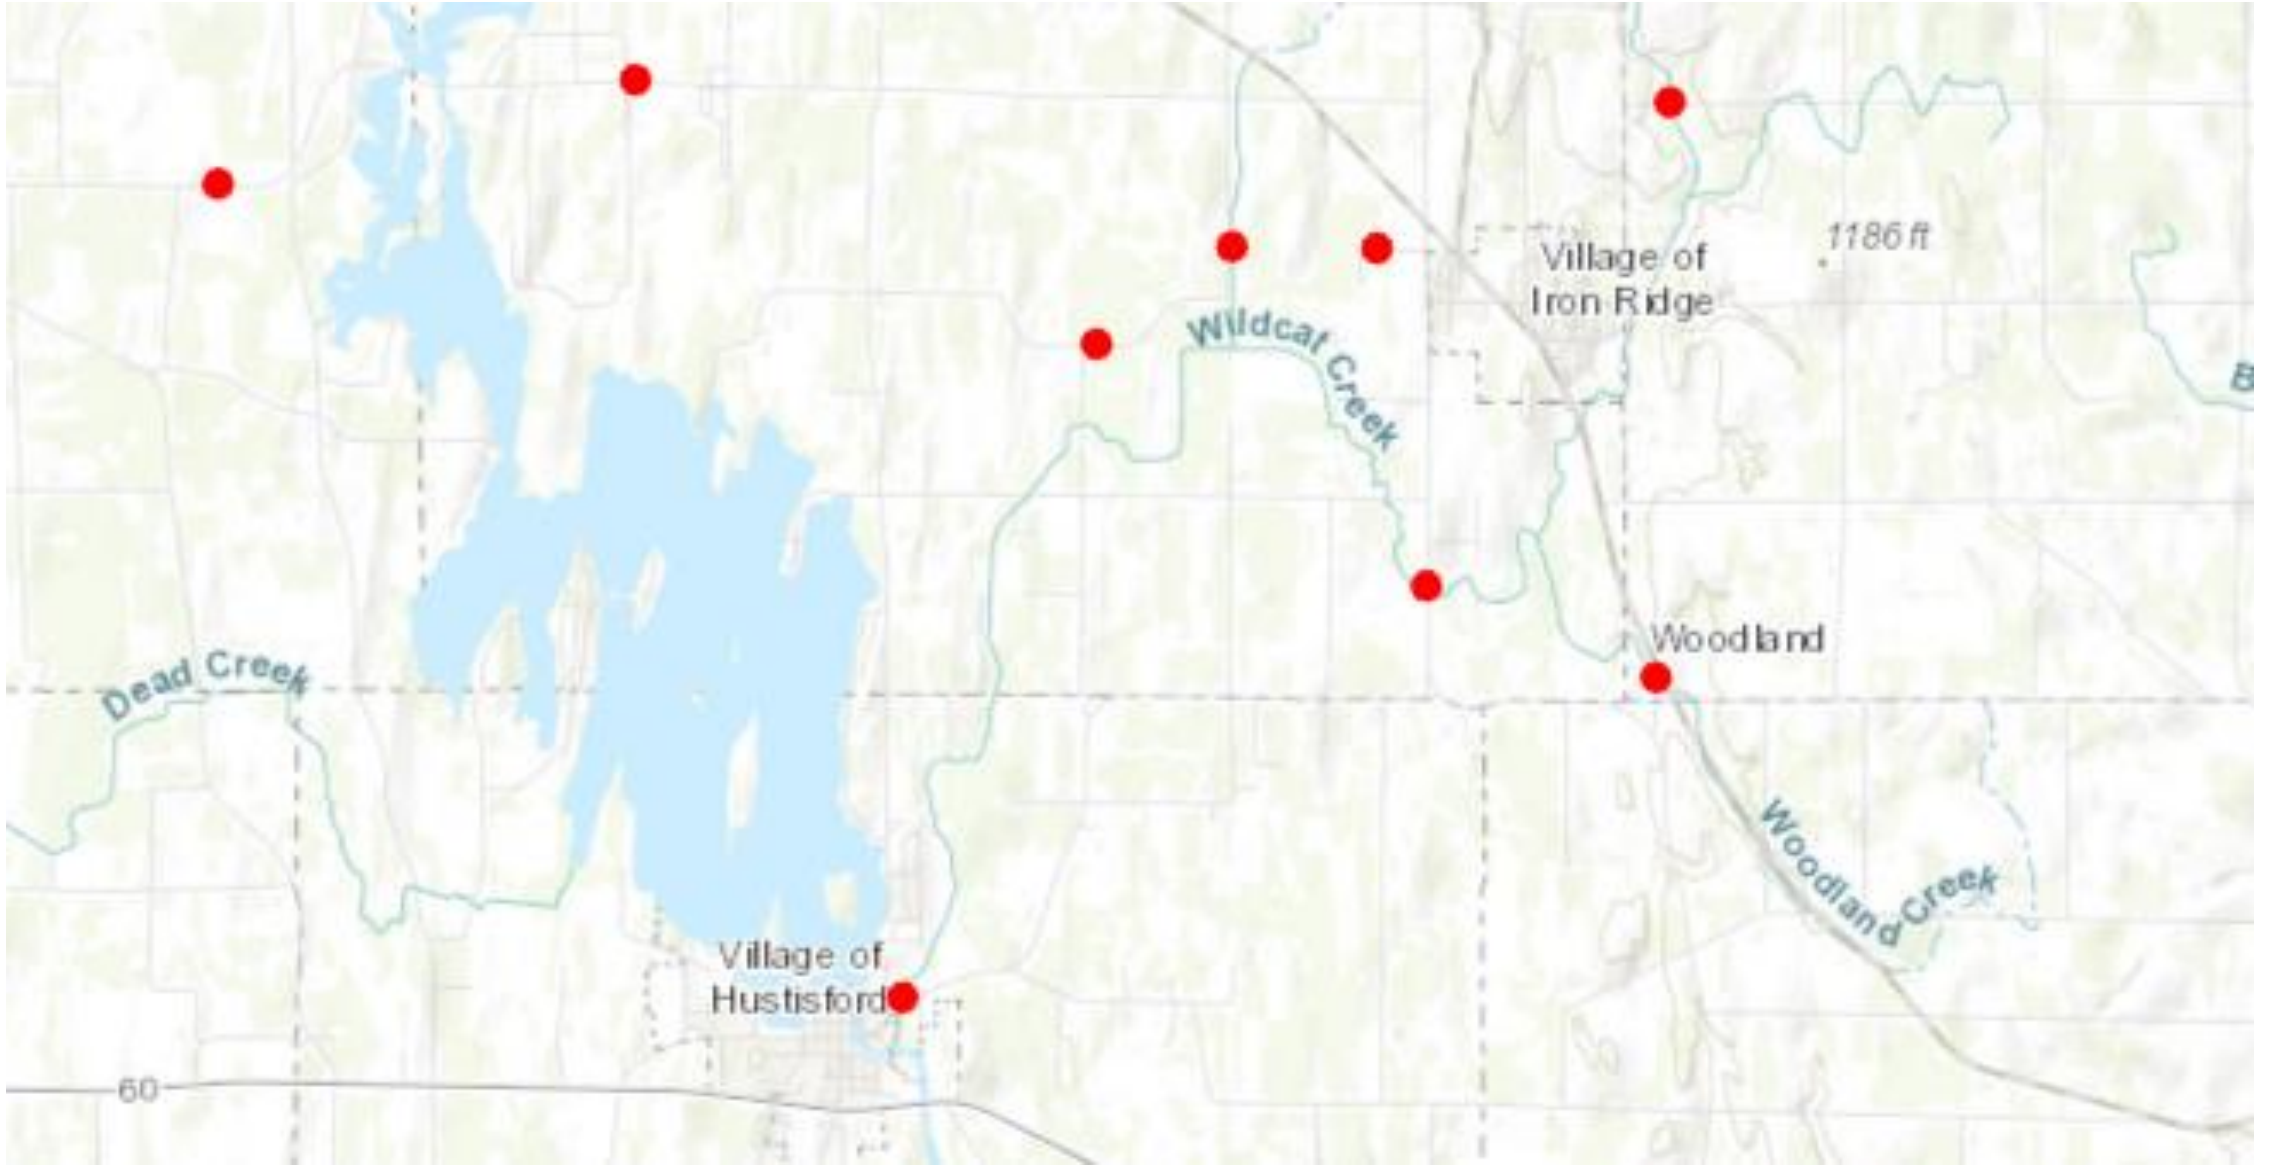 1186 ft
Village of
Iron Ridge
Wildcat Creek
B
Woodland
Dead Creek
Woodland Creek
Village of
Hustisford
60